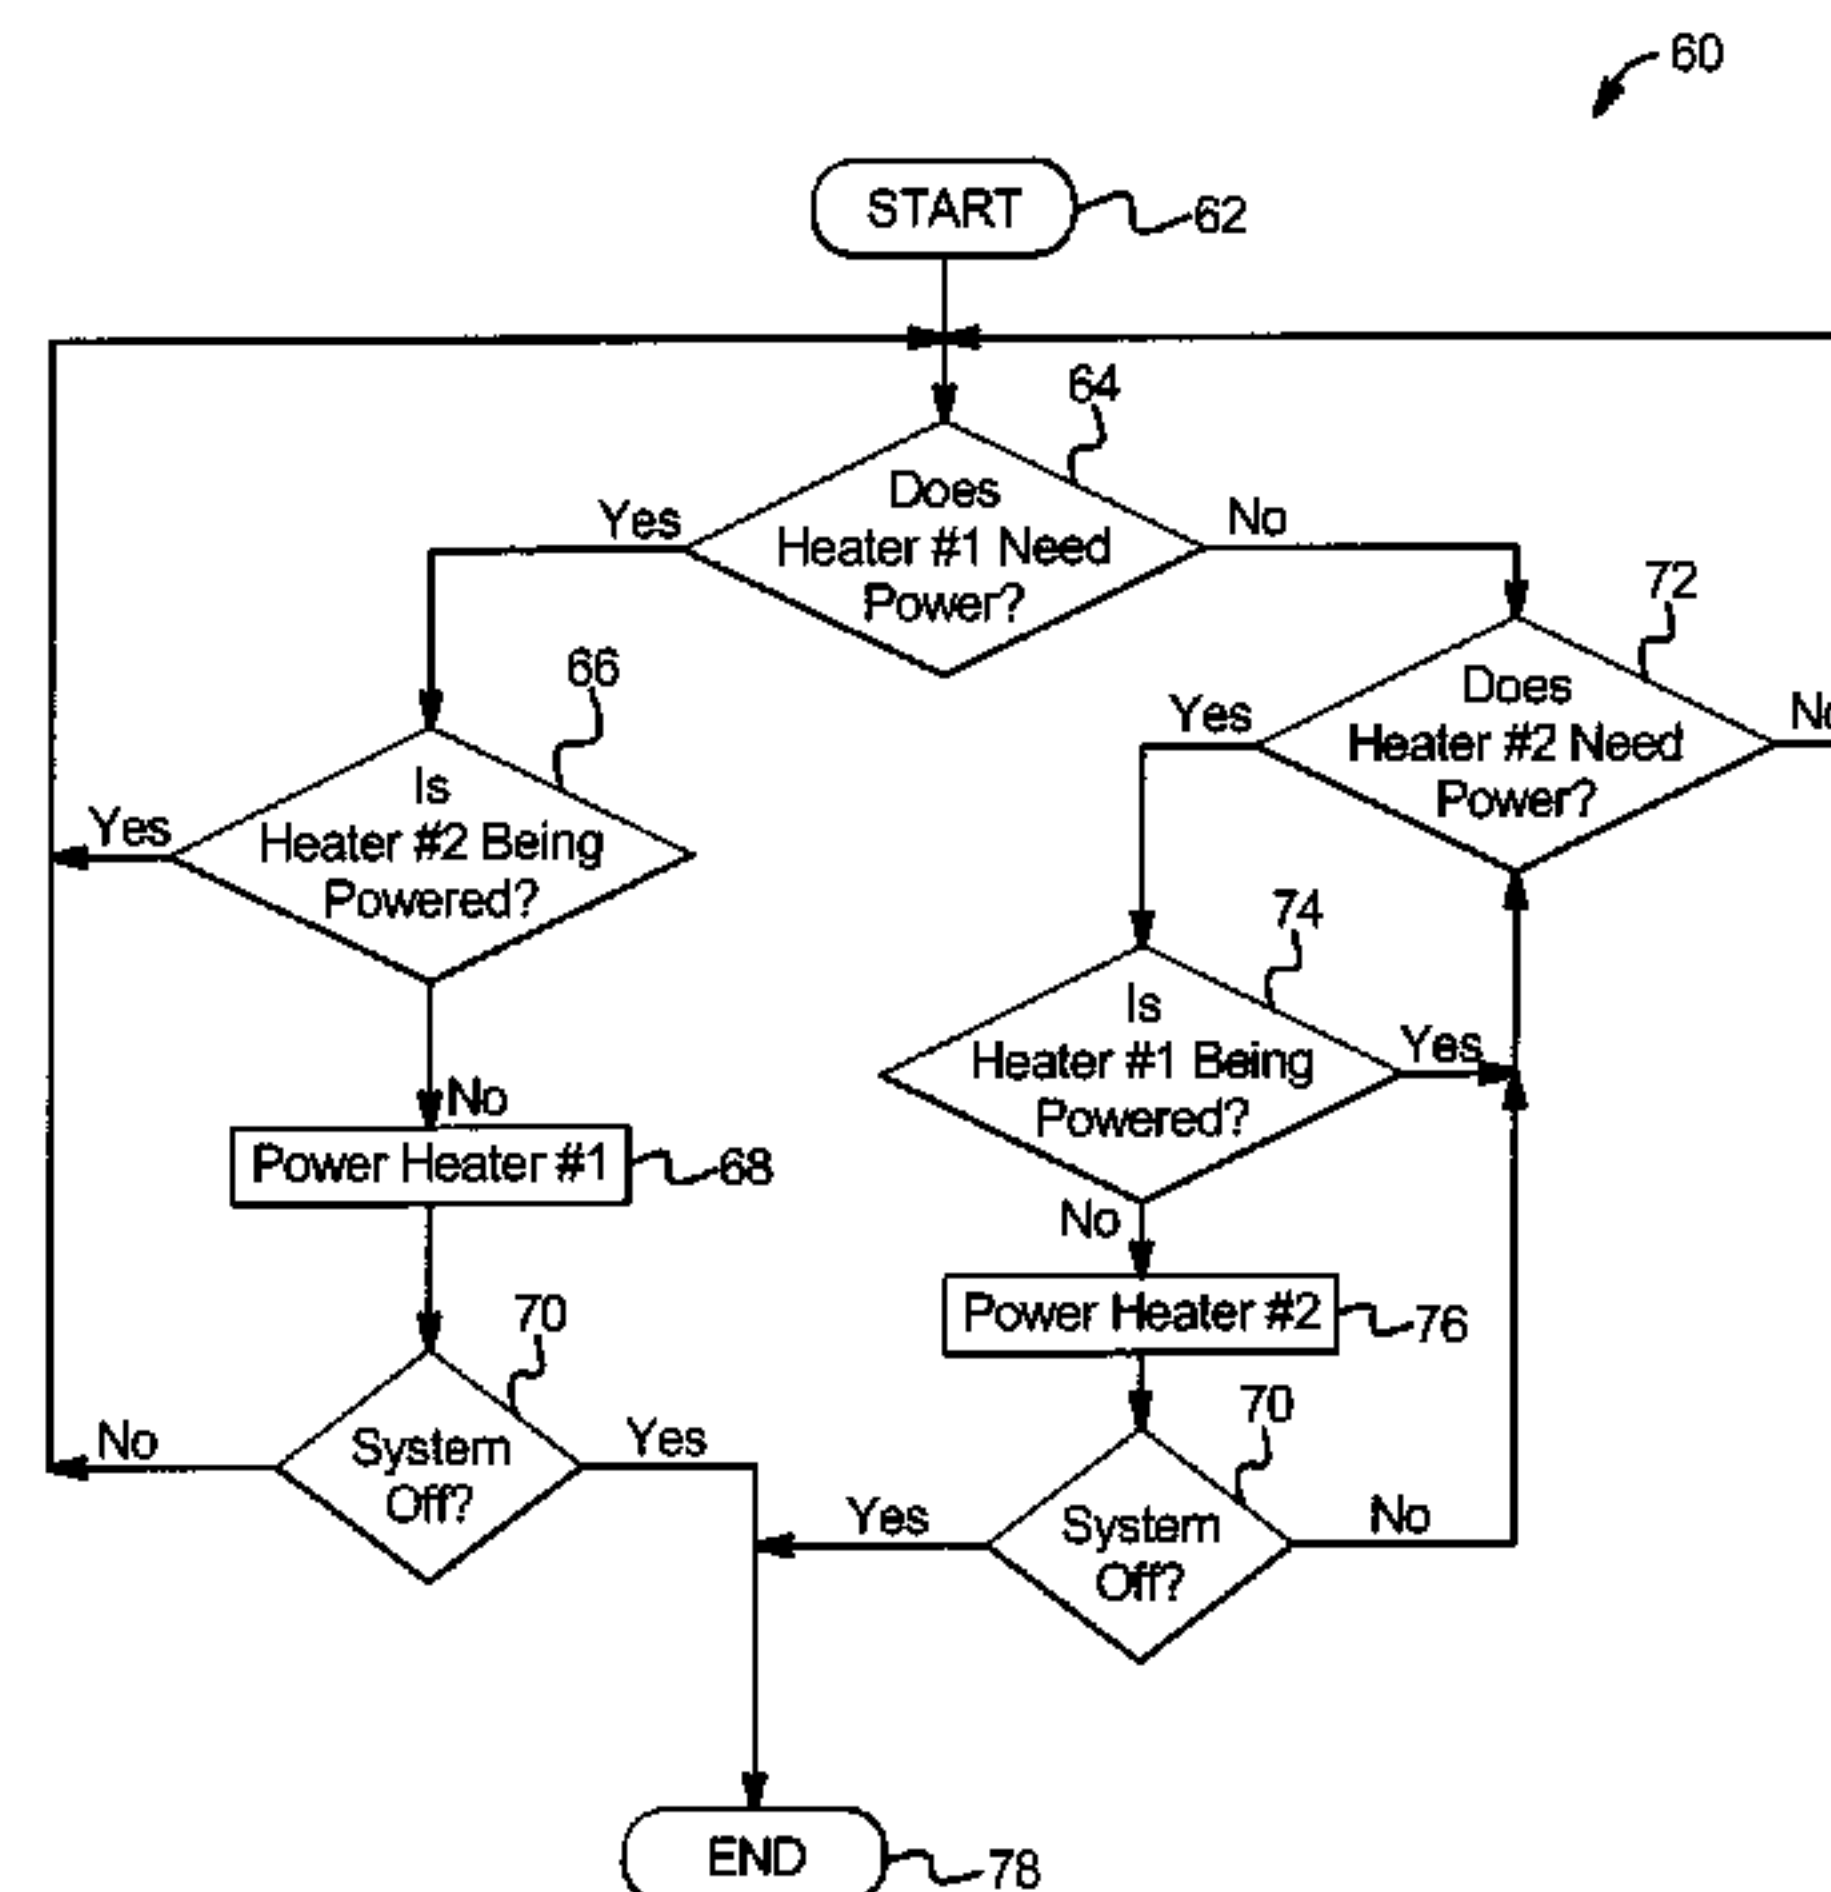 60
START
62
64
Does
Heater #1 Need
Power?
Yes
No
72
Does
Heater #2 Need
Power?
Yes
No
66
Is
Heater #2 Being
Powered?
Yes
No
74
Is
Heater #1 Being
Powered?
Yes
No
Power Heater #1
68
Power Heater #2
76
70
System
Off?
No
Yes
70
System
Off?
Yes
No
END
78